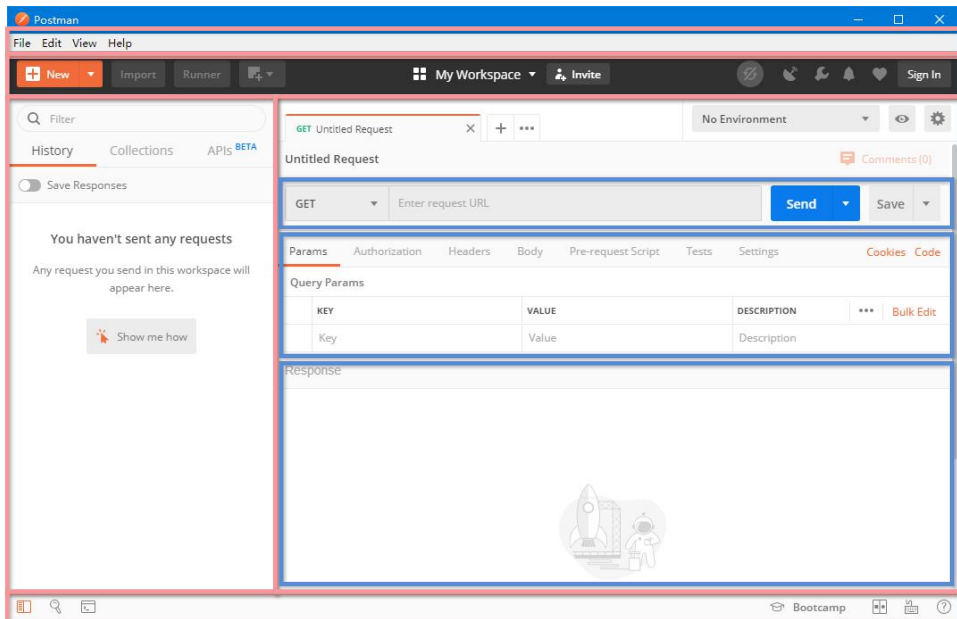 Postman
File Edit View Help
New Import Runner My Workspace Invite Sign In
Filter
History Collections APIs BETA
Save Responses
You haven't sent any requests
Any request you send in this workspace will
appear here.
Show me how
GET Untitled Request
No Environment
Untitled Request
Comments (0)
GET Enter request URL Send Save
Params Authorization Headers Body Pre-request Script Tests Settings Cookies Code
Query Params
KEY VALUE DESCRIPTION Bulk Edit
Key Value Description
Response
Bootcamp